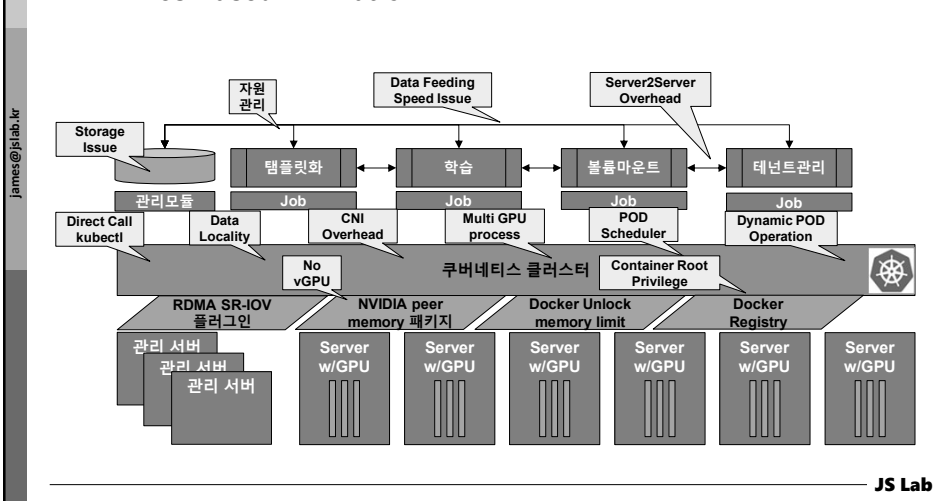 james@jslab.kr
자원
관리
Data Feeding
Speed Issue
Server2Server
Overhead
Storage
Issue
템플릿화
학습
볼륨마운트
테넌트관리
관리모듈
Job
Job
Job
Job
Direct Call
kubectl
Data
Locality
CNI
Overhead
Multi GPU
process
POD
Scheduler
Dynamic POD
Operation
No
vGPU
쿠버네티스 클러스터
Container Root
Privilege
RDMA SR-IOV
플러그인
NVIDIA peer
memory 패키지
Docker Unlock
memory limit
Docker
Registry
관리 서버
관리 서버
관리 서버
Server
w/GPU
Server
w/GPU
Server
w/GPU
Server
w/GPU
Server
w/GPU
Server
w/GPU
JS Lab